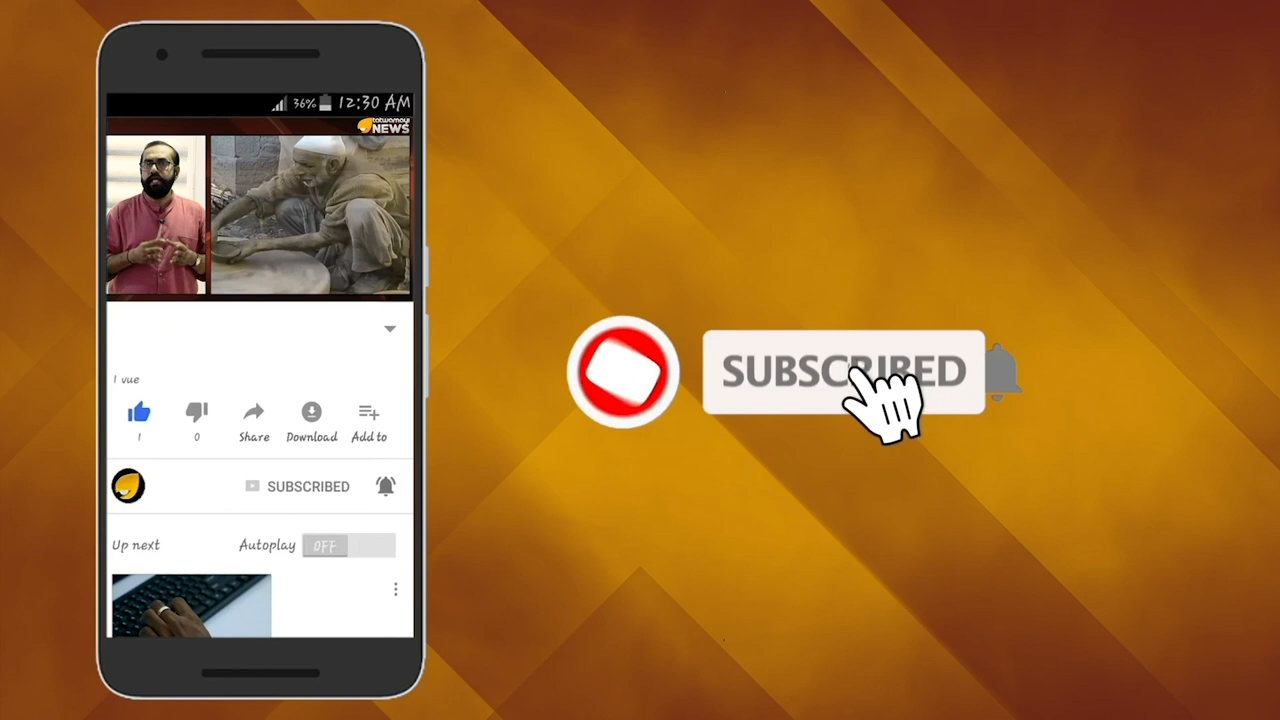 36% 12:30 AM
tatwamayi
NEWS
1 vue
1
0
Share
Download
Add to
SUBSCRIBED
Up next
Autoplay
OFF
SUBSCRIBED